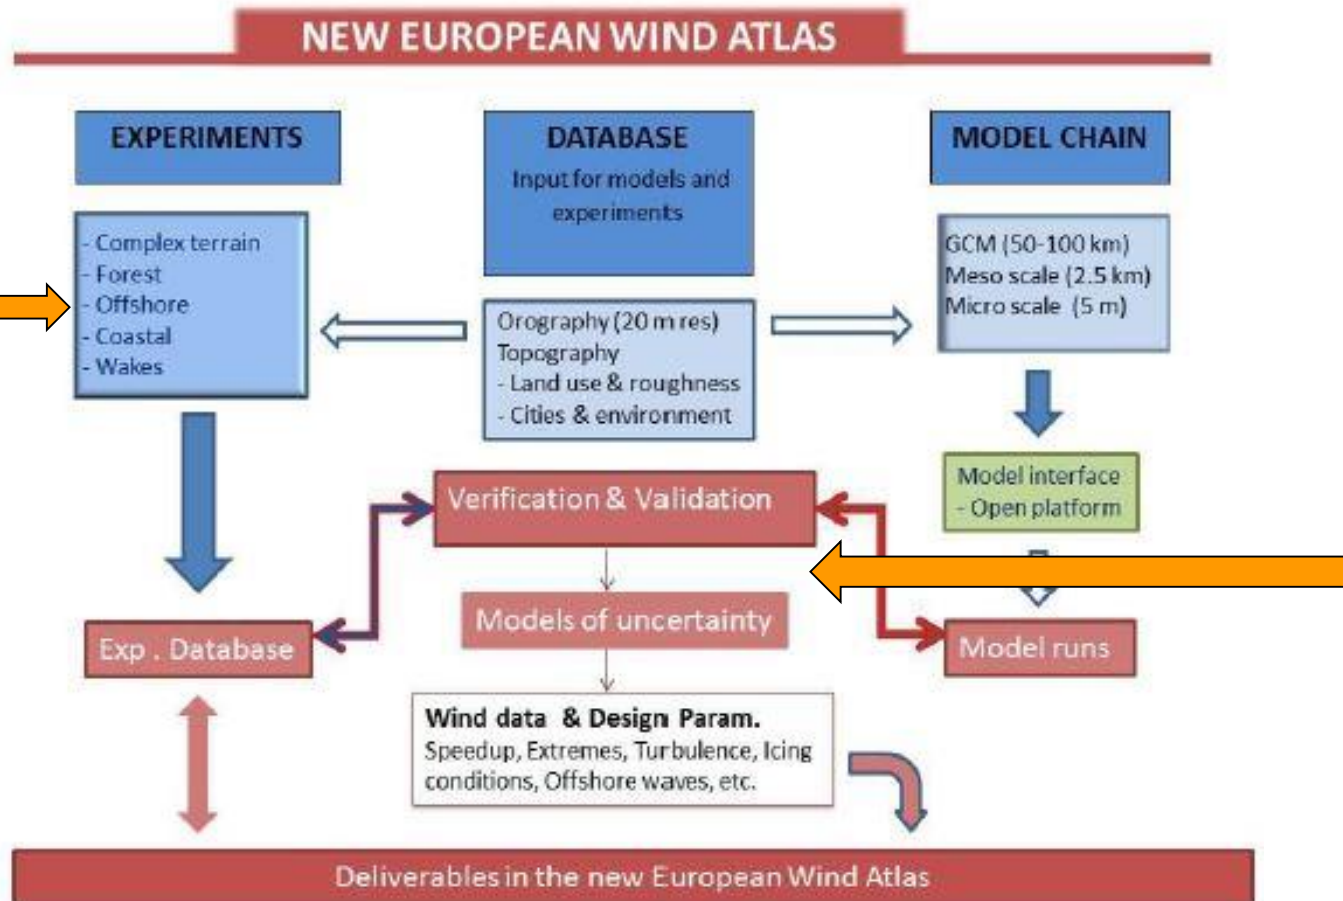 NEW EUROPEAN WIND ATLAS
EXPERIMENTS
- Complex terrain
- Forest
- Offshore
- Coastal
- Wakes
DATABASE
Input for models and
experiments
Orography (20 m res)
Topography
- Land use & roughness
- Cities & environment
MODEL CHAIN
GCM (50-100 km)
Meso scale (2.5 km)
Micro scale (5 m)
Model interface
- Open platform
Verification & Validation
Models of uncertainty
Exp . Database
Model runs
Wind data & Design Param.
Speedup, Extremes, Turbulence, Icing
conditions, Offshore waves, etc.
Deliverables in the new European Wind Atlas